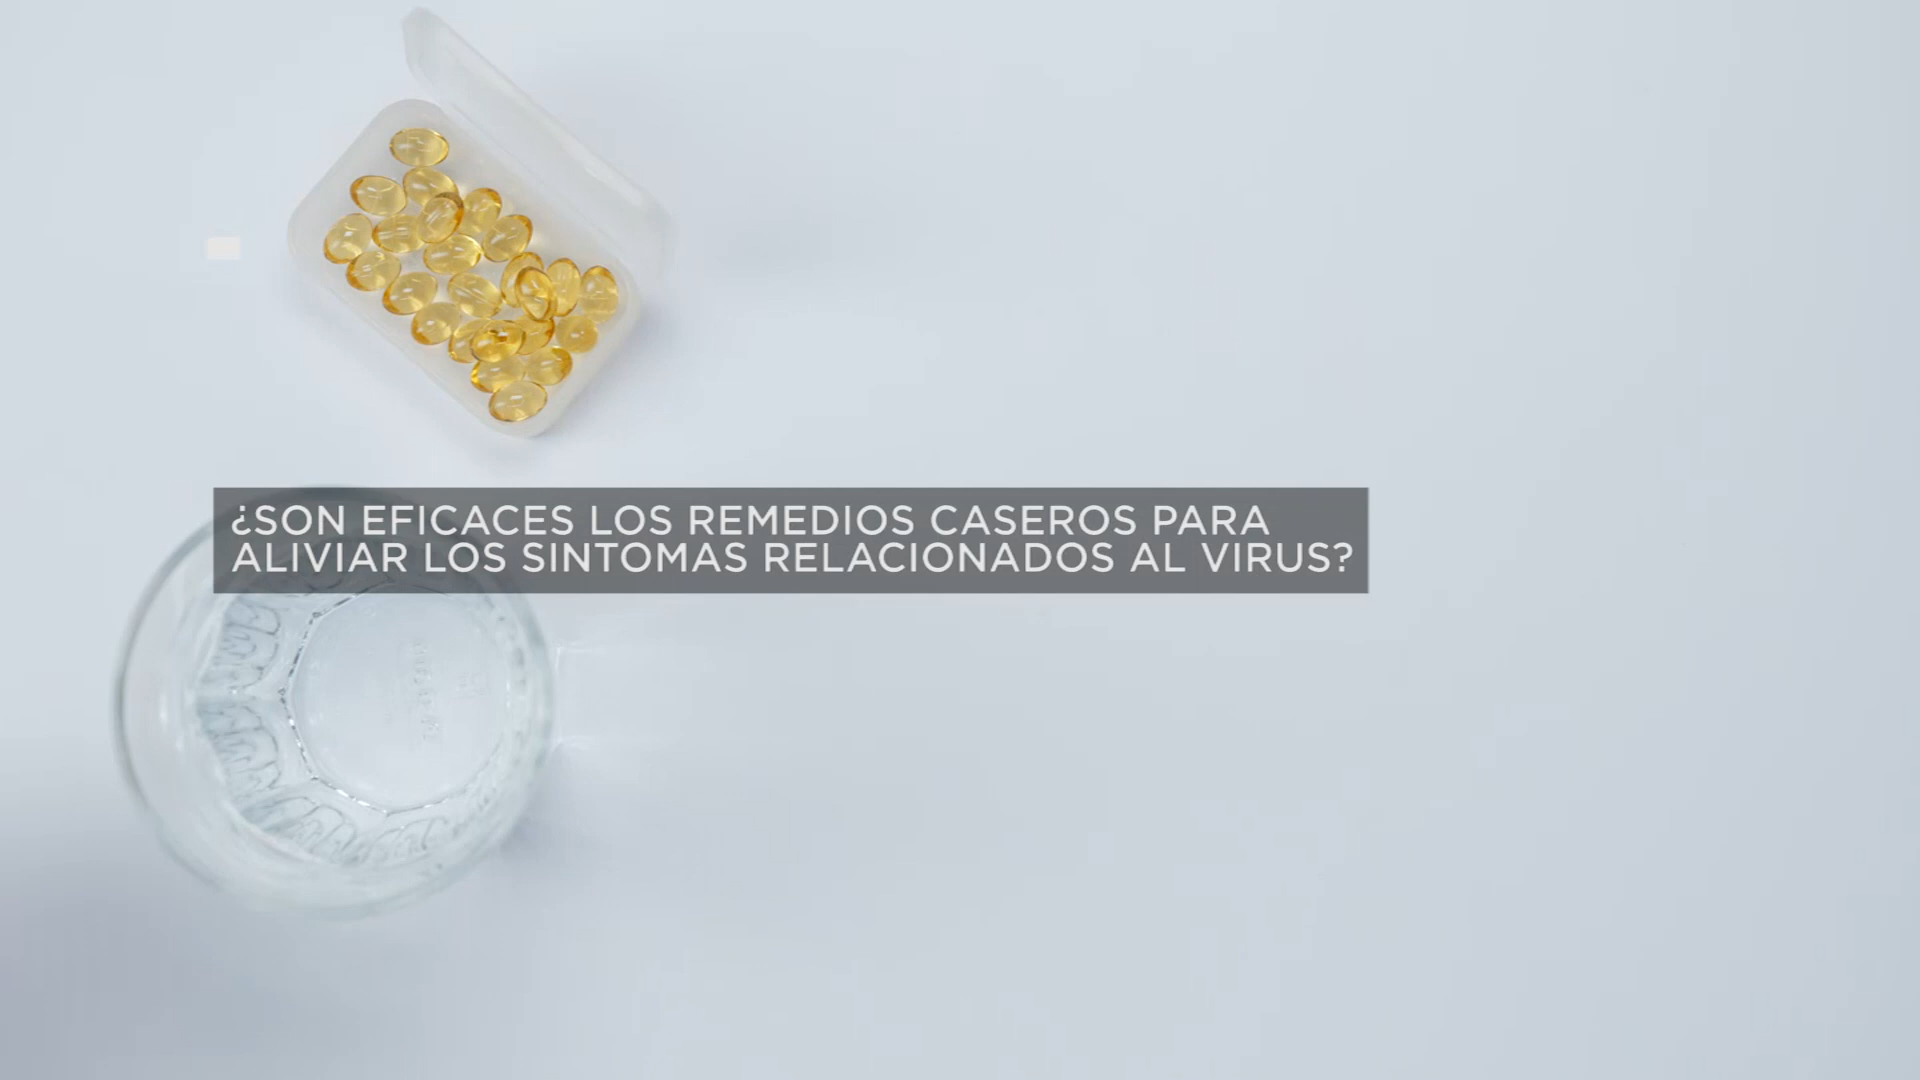 ¿SON EFICACES LOS REMEDIOS CASEROS PARA
ALIVIAR LOS SINTOMAS RELACIONADOS AL VIRUS?